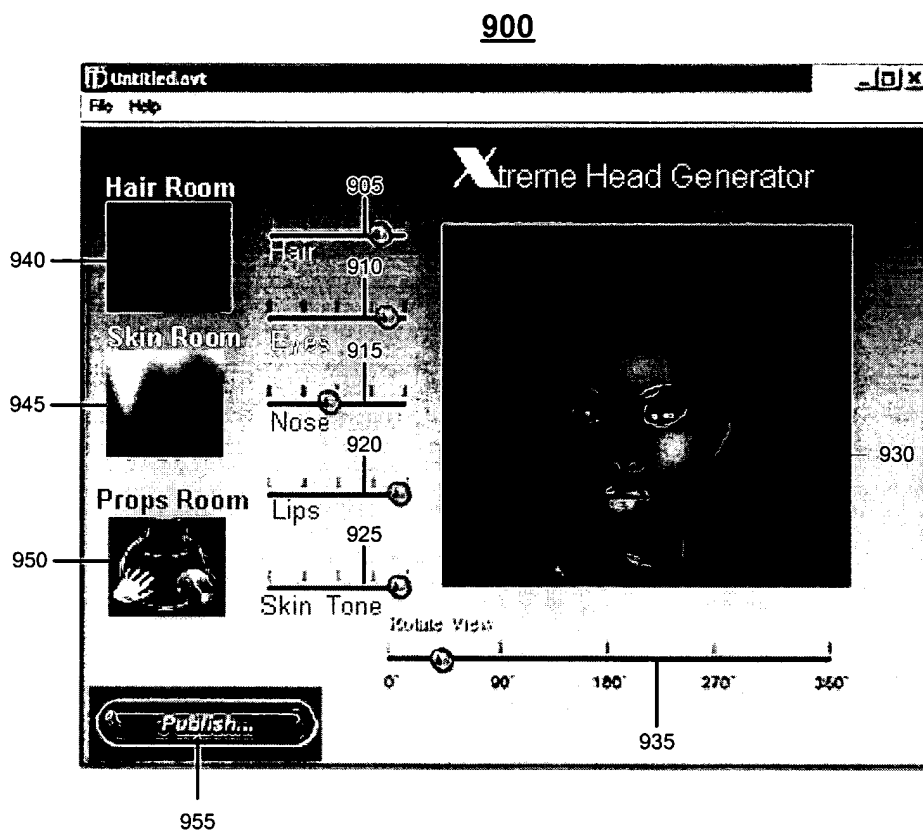 900
Untitled.avt
File Help
Xtreme Head Generator
Hair Room
905
Hair
940
910
Eyes
Skin Room
915
945
Nose
930
920
Props Room
Lips
925
950
Skin Tone
Rotate View
0° 90° 180° 270° 360°
Publish...
935
955